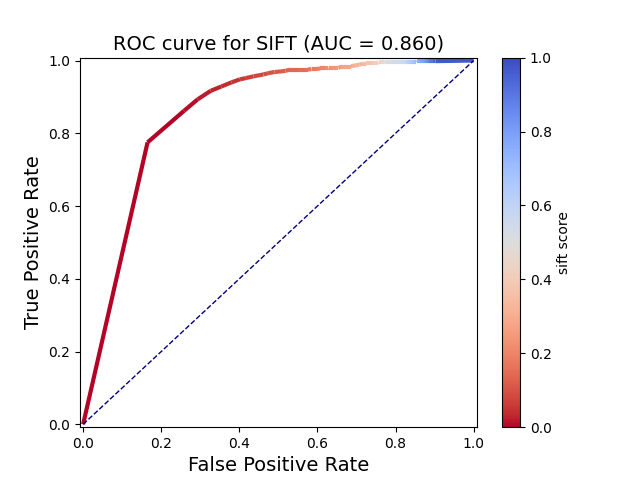 ROC curve for SIFT (AUC = 0.860)
True Positive Rate
1.0
0.8
0.6
0.4
0.2
0.0
0.0 0.2 0.4 0.6 0.8 1.0
False Positive Rate
1.0
0.8
0.6
0.4
0.2
0.0
sift score